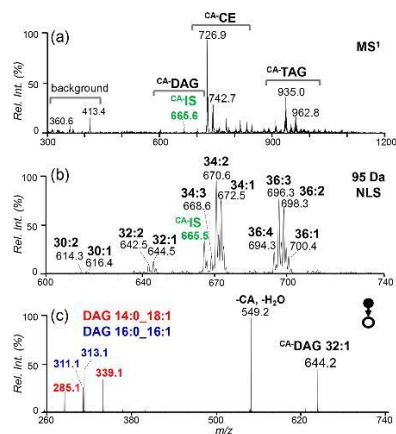 CA-CE
726.9
(a)
MS¹
100
CA-DAG
CA-TAG
background
CA-IS
665.6
742.7
935.0
962.8
413.4
360.6
50
0
Rel. Int. (%)
300
600
900
1200
(b)
34:2
670.6
95 Da
NLS
100
34:3
668.6
34:1
672.5
36:3
696.3
36:2
698.3
CA-IS
665.5
32:2
642.5
32:1
644.5
36:4
694.3
36:1
700.4
30:2
614.3
30:1
616.4
50
0
Rel. Int. (%)
600
640
680
740
(c)
-CA, -H₂O
549.2
100
DAG 14:0_18:1
DAG 16:0_16:1
CA-DAG 32:1
644.2
313.1
311.1
339.1
285.1
50
0
Rel. Int. (%)
260
380
500
620
740
m/z